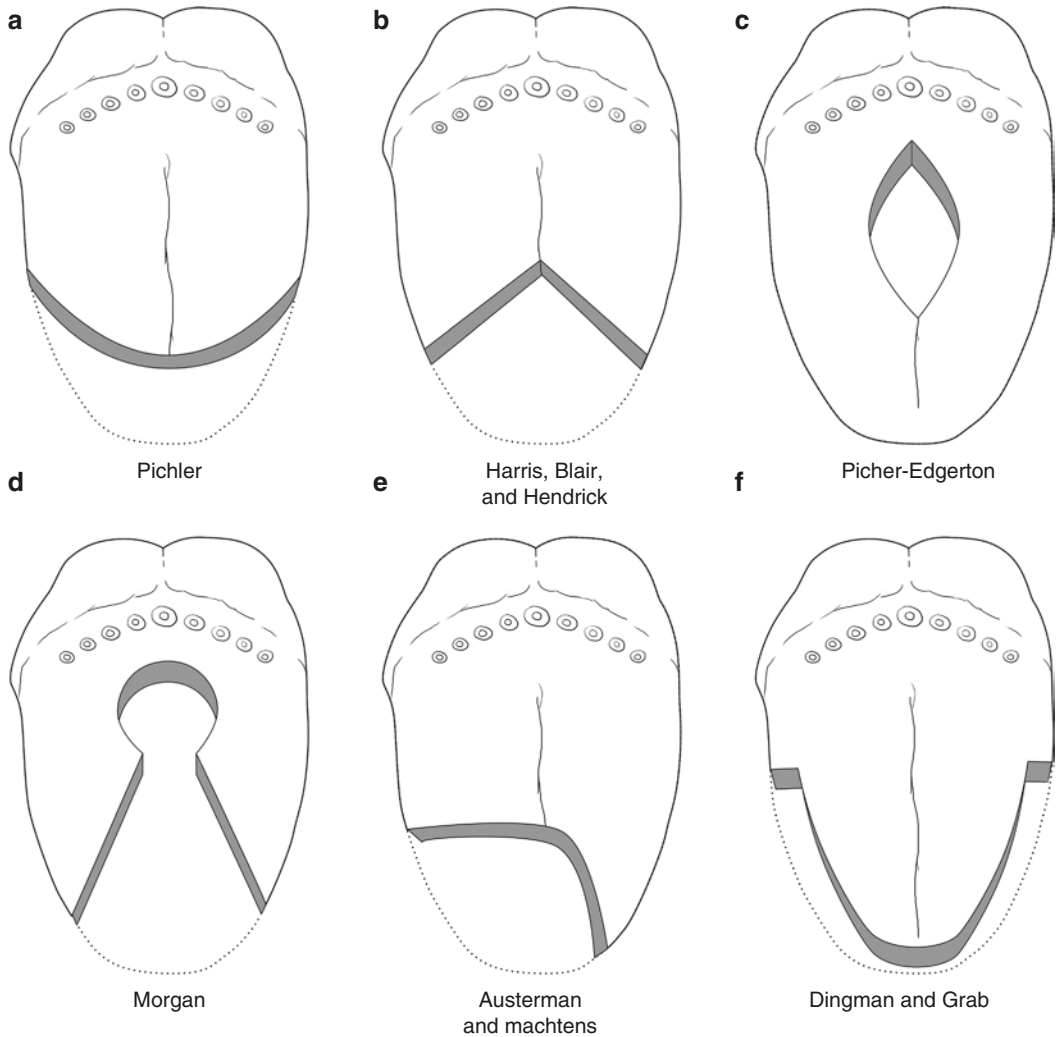 a
b
c
Pichler
Harris, Blair,
and Hendrick
Picher-Edgerton
d
e
f
Morgan
Austerman
and machtens
Dingman and Grab